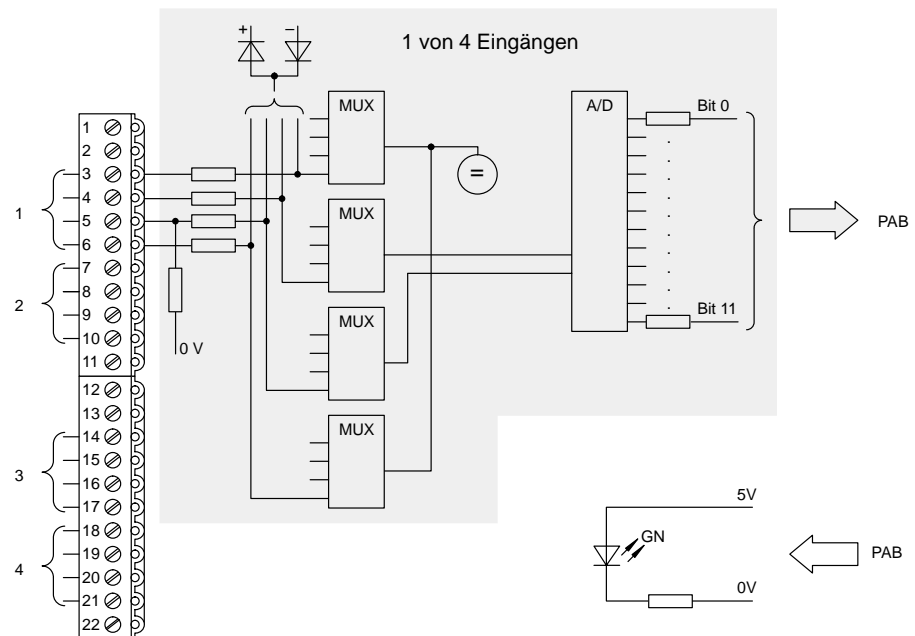 + –
1 von 4 Eingängen
MUX
A/D
Bit 0
1
2
3
4
5
6
7
8
9
10
11
1
2
=
MUX
PAB
MUX
Bit 11
0 V
MUX
12
13
14
15
16
17
18
19
20
21
22
3
4
5V
GN
PAB
0V